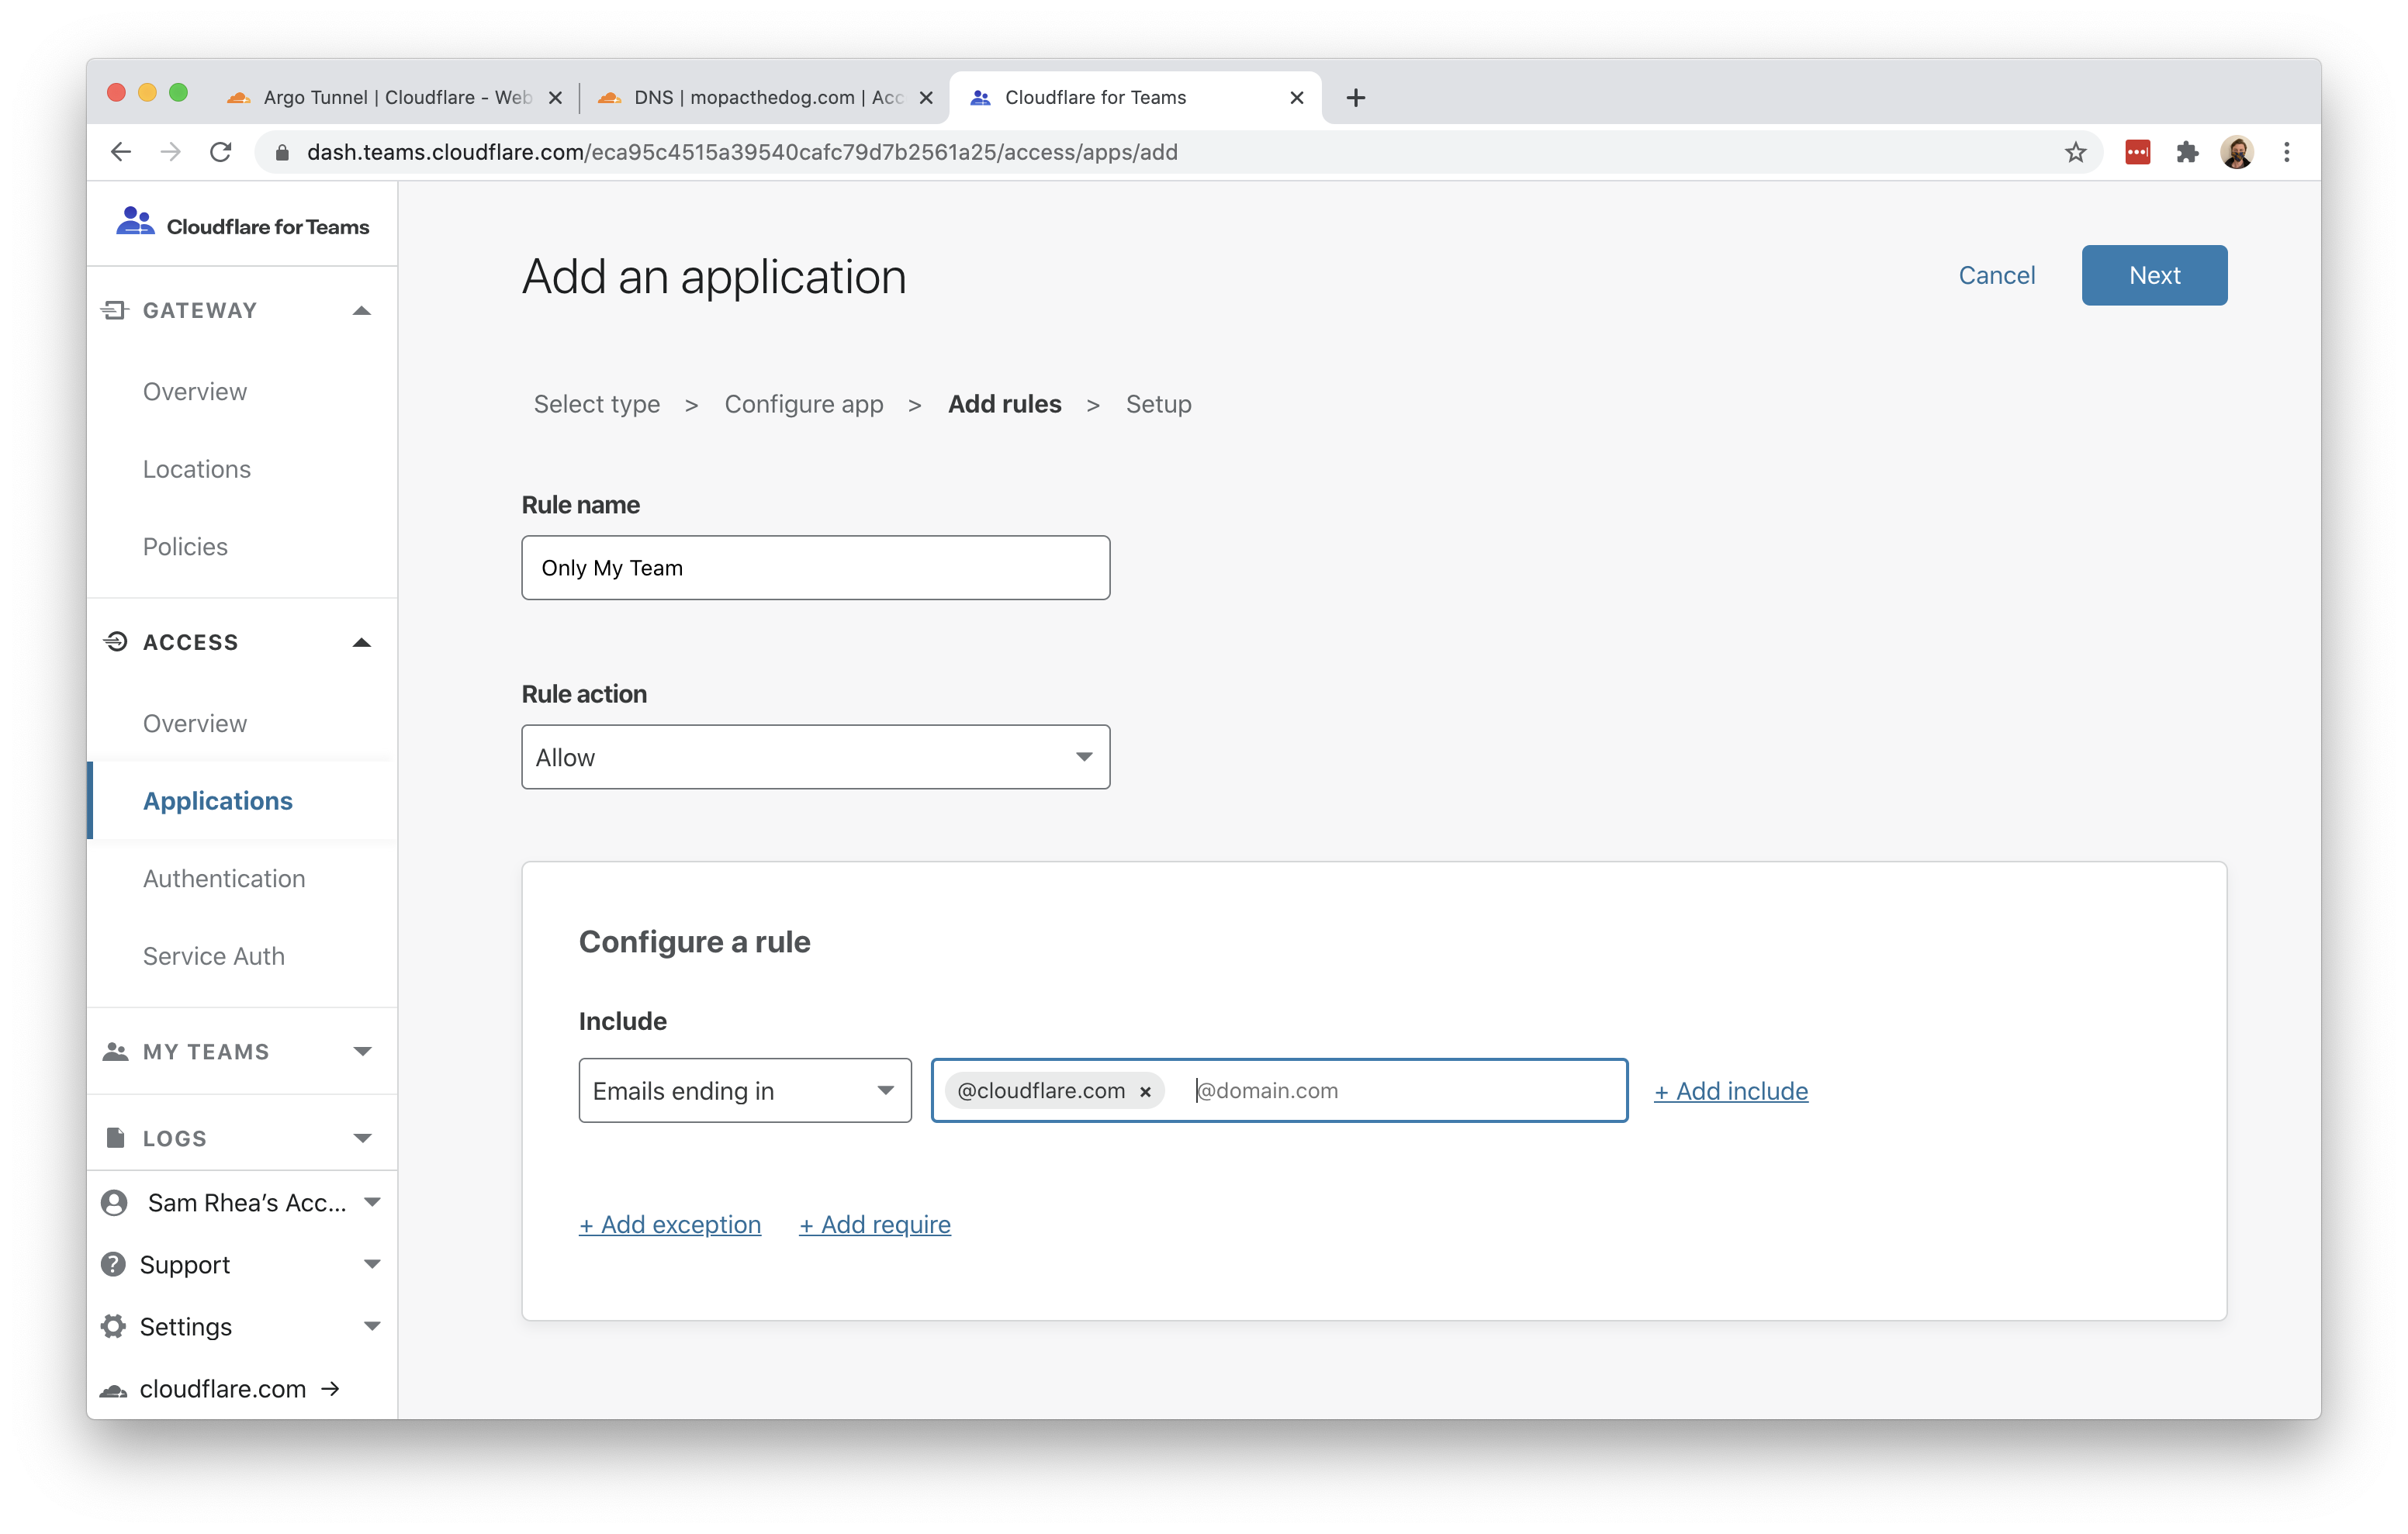 Argo Tunnel | Cloudflare - Web
DNS | mopacthedog.com | Acc
Cloudflare for Teams
dash.teams.cloudflare.com/eca95c4515a39540cafc79d7b2561a25/access/apps/add
Cloudflare for Teams
GATEWAY
Overview
Locations
Policies
ACCESS
Overview
Applications
Authentication
Service Auth
MY TEAMS
LOGS
Sam Rhea’s Acc...
Support
Settings
cloudflare.com →
Add an application
Cancel
Next
Select type > Configure app > Add rules > Setup
Rule name
Only My Team
Rule action
Allow
Configure a rule
Include
Emails ending in
@cloudflare.com ×
@domain.com
+ Add include
+ Add exception
+ Add require